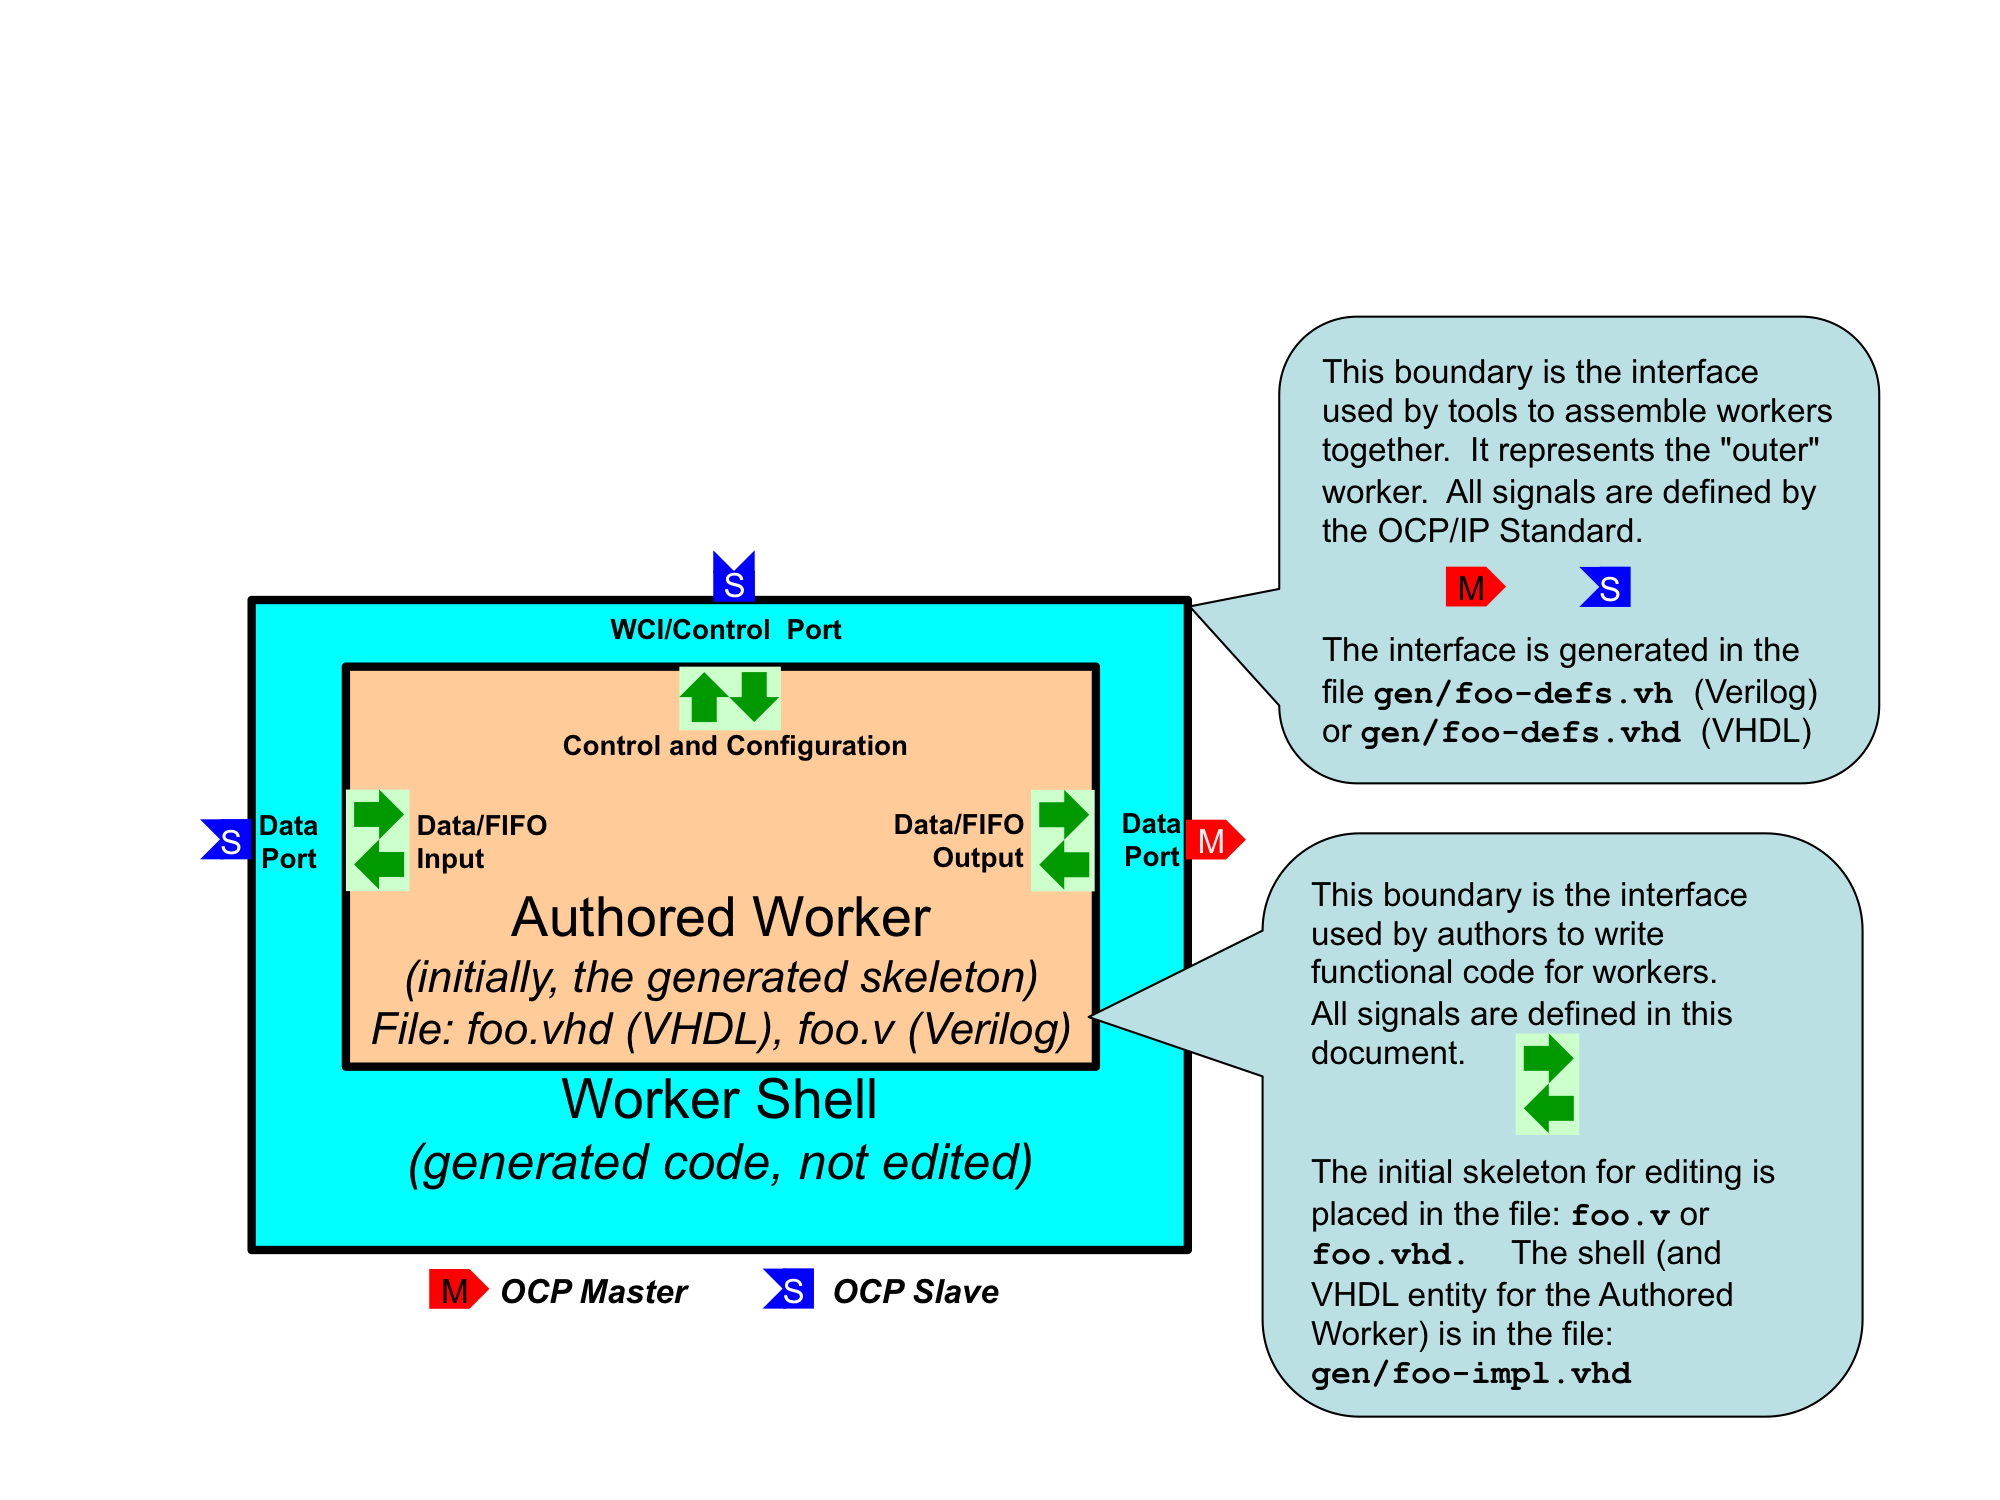 This boundary is the interface
used by tools to assemble workers
together.  It represents the "outer"
worker.  All signals are defined by
the OCP/IP Standard.
M S
The interface is generated in the
file gen/foo-defs.vh (Verilog)
or gen/foo-defs.vhd (VHDL)
S
WCI/Control Port
Control and Configuration
S
Data
Port
Data/FIFO
Input
Data/FIFO
Output
Data
Port
M
Authored Worker
(initially, the generated skeleton)
File: foo.vhd (VHDL), foo.v (Verilog)
Worker Shell
(generated code, not edited)
M OCP Master S OCP Slave
This boundary is the interface
used by authors to write
functional code for workers.
All signals are defined in this
document.
The initial skeleton for editing is
placed in the file: foo.v or
foo.vhd. The shell (and
VHDL entity for the Authored
Worker) is in the file:
gen/foo-impl.vhd